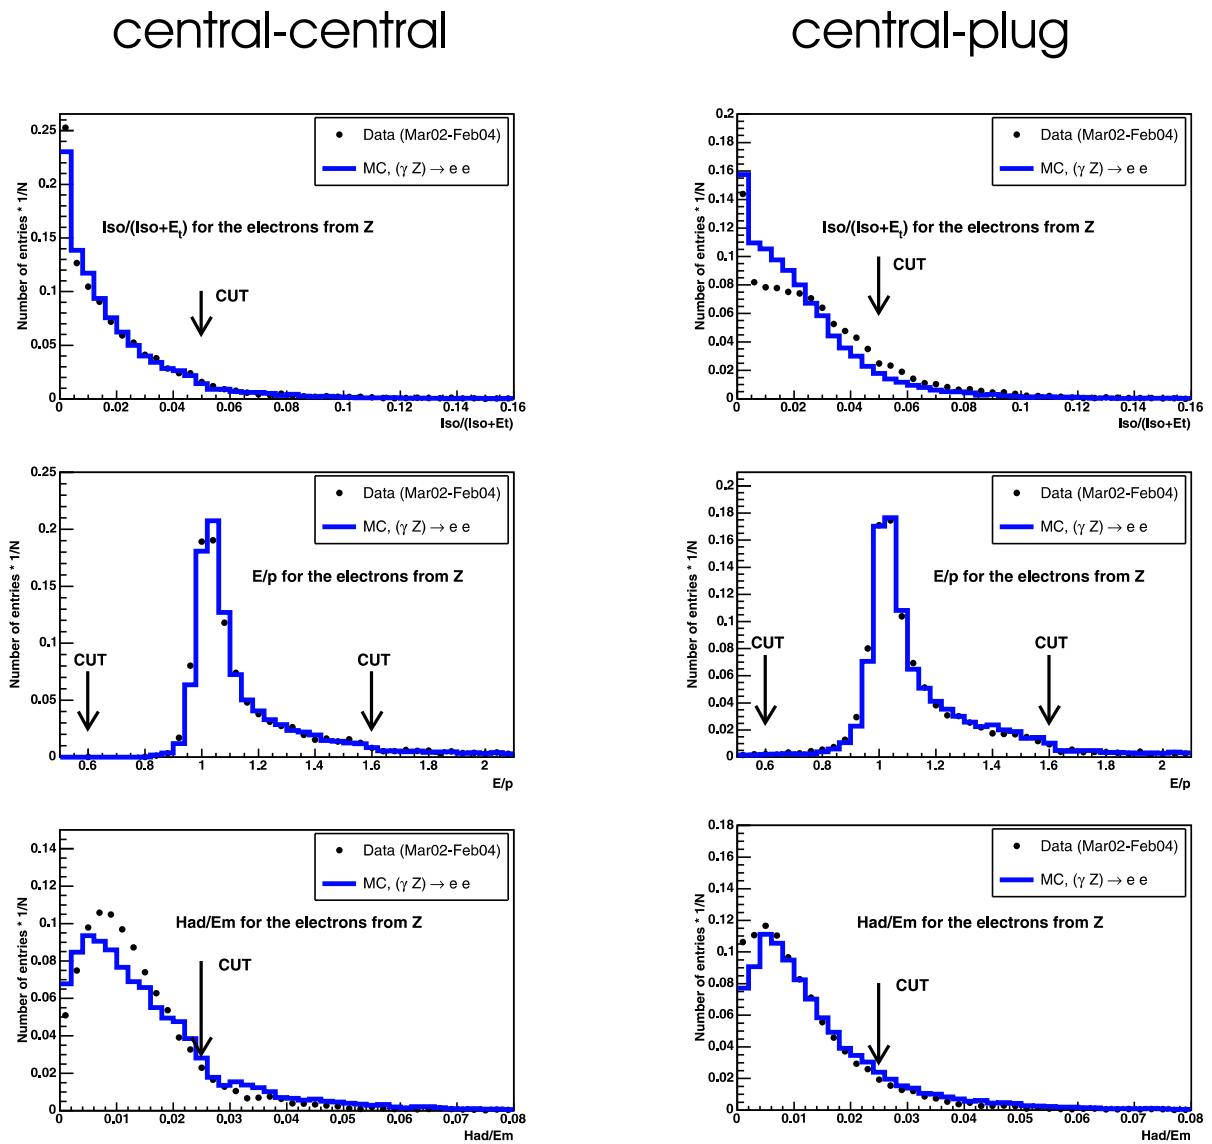 central-central
central-plug
Number of entries * 1/N
0.25
0.2
0.15
0.1
0.05
0
Data (Mar02-Feb04)
MC, (γ Z) → e e
Iso/(Iso+Et) for the electrons from Z
CUT
0 0.02 0.04 0.06 0.08 0.1 0.12 0.14 0.16
Iso/(Iso+Et)
Number of entries * 1/N
0.2
0.18
0.16
0.14
0.12
0.1
0.08
0.06
0.04
0.02
0
Data (Mar02-Feb04)
MC, (γ Z) → e e
Iso/(Iso+Et) for the electrons from Z
CUT
0 0.02 0.04 0.06 0.08 0.1 0.12 0.14 0.16
Iso/(Iso+Et)
Number of entries * 1/N
0.25
0.2
0.15
0.1
0.05
0
Data (Mar02-Feb04)
MC, (γ Z) → e e
E/p for the electrons from Z
CUT
CUT
0.6 0.8 1 1.2 1.4 1.6 1.8 2
E/p
Number of entries * 1/N
0.2
0.18
0.16
0.14
0.12
0.1
0.08
0.06
0.04
0.02
0
Data (Mar02-Feb04)
MC, (γ Z) → e e
E/p for the electrons from Z
CUT
CUT
0.6 0.8 1 1.2 1.4 1.6 1.8 2
E/p
Number of entries * 1/N
0.14
0.12
0.1
0.08
0.06
0.04
0.02
0
Data (Mar02-Feb04)
MC, (γ Z) → e e
Had/Em for the electrons from Z
CUT
0 0.01 0.02 0.03 0.04 0.05 0.06 0.07 0.08
Had/Em
Number of entries * 1/N
0.18
0.16
0.14
0.12
0.1
0.08
0.06
0.04
0.02
0
Data (Mar02-Feb04)
MC, (γ Z) → e e
Had/Em for the electrons from Z
CUT
0 0.01 0.02 0.03 0.04 0.05 0.06 0.07 0.08
Had/Em